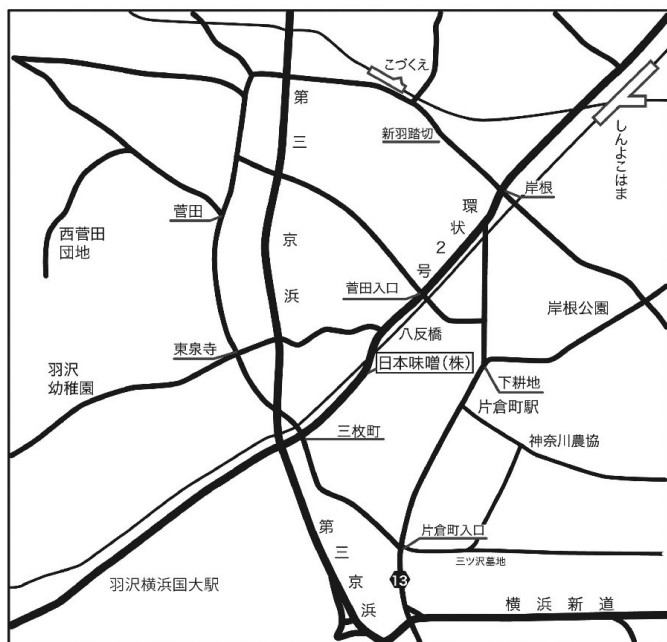 こづくえ
第三京浜
新羽踏切
しんよこはま
岸根
環状2号
菅田
西菅田
団地
菅田入口
岸根公園
八反橋
東泉寺
日本味噌(株)
羽沢
幼稚園
下耕地
片倉町駅
三枚町
神奈川農協
片倉町入口
第三京浜
三ツ沢墓地
羽沢横浜国大駅
13
横浜新道